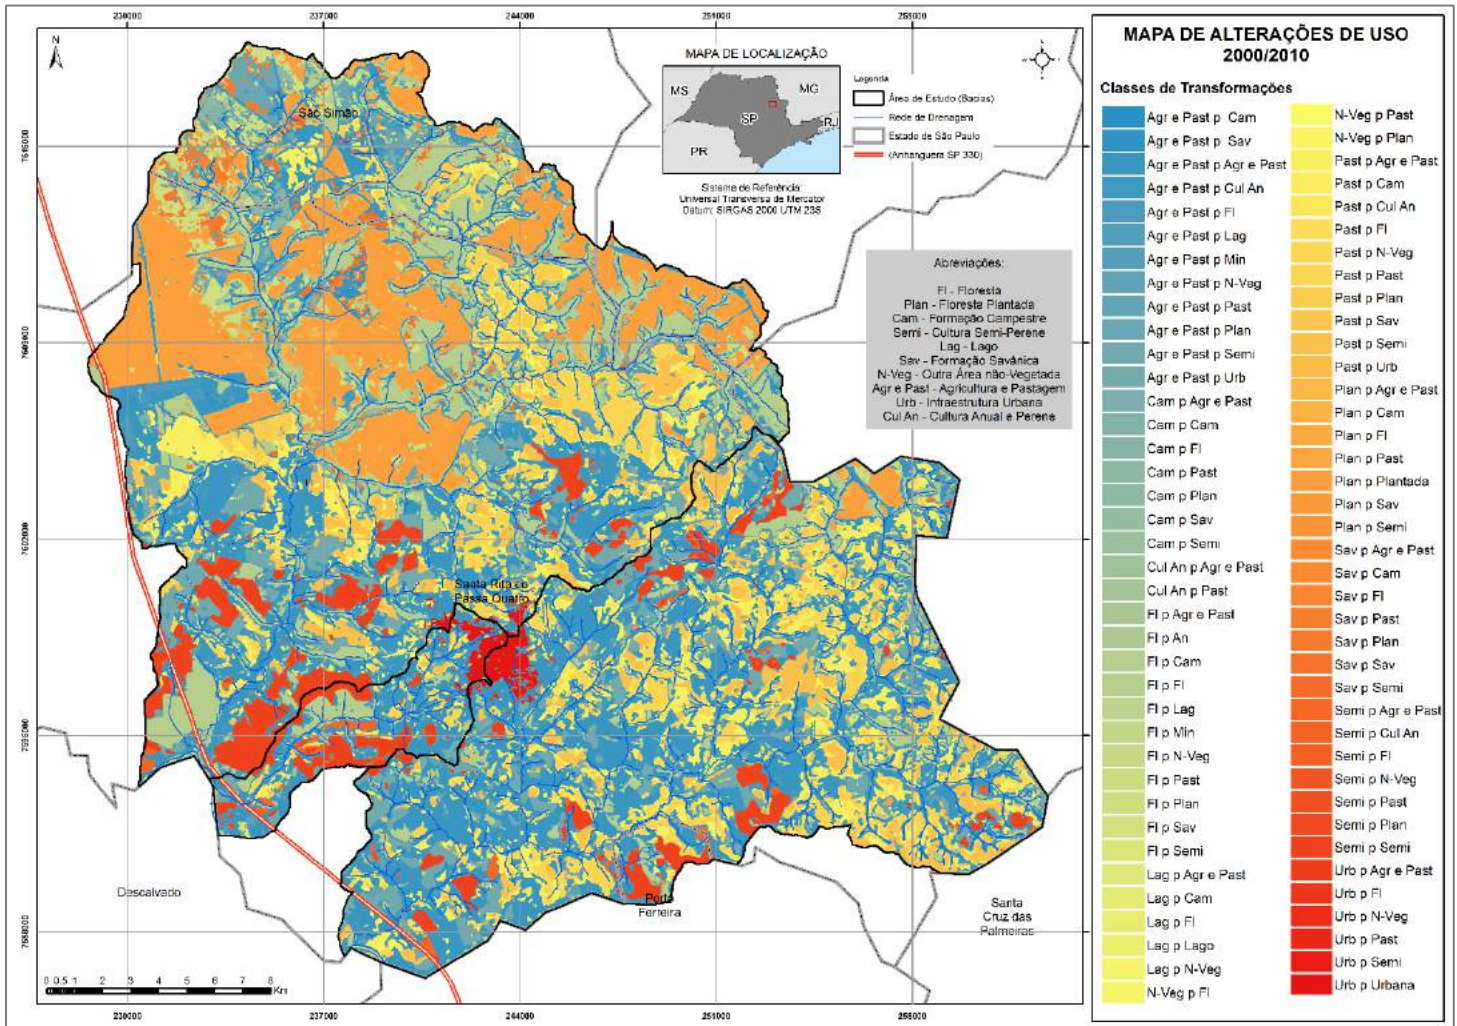 230000 237000 244000 251000 258000
N
MAPA DE LOCALIZAÇÃO
MS
MG
SP
RJ
PR
Sistema de Referência:
Universal Transversa de Mercator
Datum: SIRGAS 2000 UTM 23S
Legenda
Área de Estudo (Bacias)
Rede de Drenagem
Estado de São Paulo
(Anhanguera SP 330)
Abreviações:
Fl - Floresta
Plan - Floresta Plantada
Cam - Formação Campestre
Semi - Cultura Semi-Perene
Lag - Lago
Sav - Formação Savânica
N-Veg - Outra Área não-Vegetada
Agr e Past - Agricultura e Pastagem
Urb - Infraestrutura Urbana
Cul An - Cultura Anual e Perene
São Simão
Santa Rita do
Passa Quatro
Descalvado
Porto
Ferreira
Santa
Cruz das
Palmeiras
7616000
7609000
7602000
7595000
7588000
0 0.5 1 2 3 4 5 6 7 8
Km
230000 237000 244000 251000 258000
MAPA DE ALTERAÇÕES DE USO
2000/2010
Classes de Transformações
Agr e Past p Cam
Agr e Past p Sav
Agr e Past p Agr e Past
Agr e Past p Cul An
Agr e Past p Fl
Agr e Past p Lag
Agr e Past p Min
Agr e Past p N-Veg
Agr e Past p Past
Agr e Past p Plan
Agr e Past p Semi
Agr e Past p Urb
Cam p Agr e Past
Cam p Cam
Cam p Fl
Cam p Past
Cam p Plan
Cam p Sav
Cam p Semi
Cul An p Agr e Past
Cul An p Past
Fl p Agr e Past
Fl p An
Fl p Cam
Fl p Fl
Fl p Lag
Fl p Min
Fl p N-Veg
Fl p Past
Fl p Plan
Fl p Sav
Fl p Semi
Lag p Agr e Past
Lag p Cam
Lag p Fl
Lag p Lago
Lag p N-Veg
N-Veg p Fl
N-Veg p Past
N-Veg p Plan
Past p Agr e Past
Past p Cam
Past p Cul An
Past p Fl
Past p N-Veg
Past p Past
Past p Plan
Past p Sav
Past p Semi
Past p Urb
Plan p Agr e Past
Plan p Cam
Plan p Fl
Plan p Past
Plan p Plantada
Plan p Sav
Plan p Semi
Sav p Agr e Past
Sav p Cam
Sav p Fl
Sav p Past
Sav p Plan
Sav p Sav
Sav p Semi
Semi p Agr e Past
Semi p Cul An
Semi p Fl
Semi p N-Veg
Semi p Past
Semi p Plan
Semi p Semi
Urb p Agr e Past
Urb p Fl
Urb p N-Veg
Urb p Past
Urb p Semi
Urb p Urbana